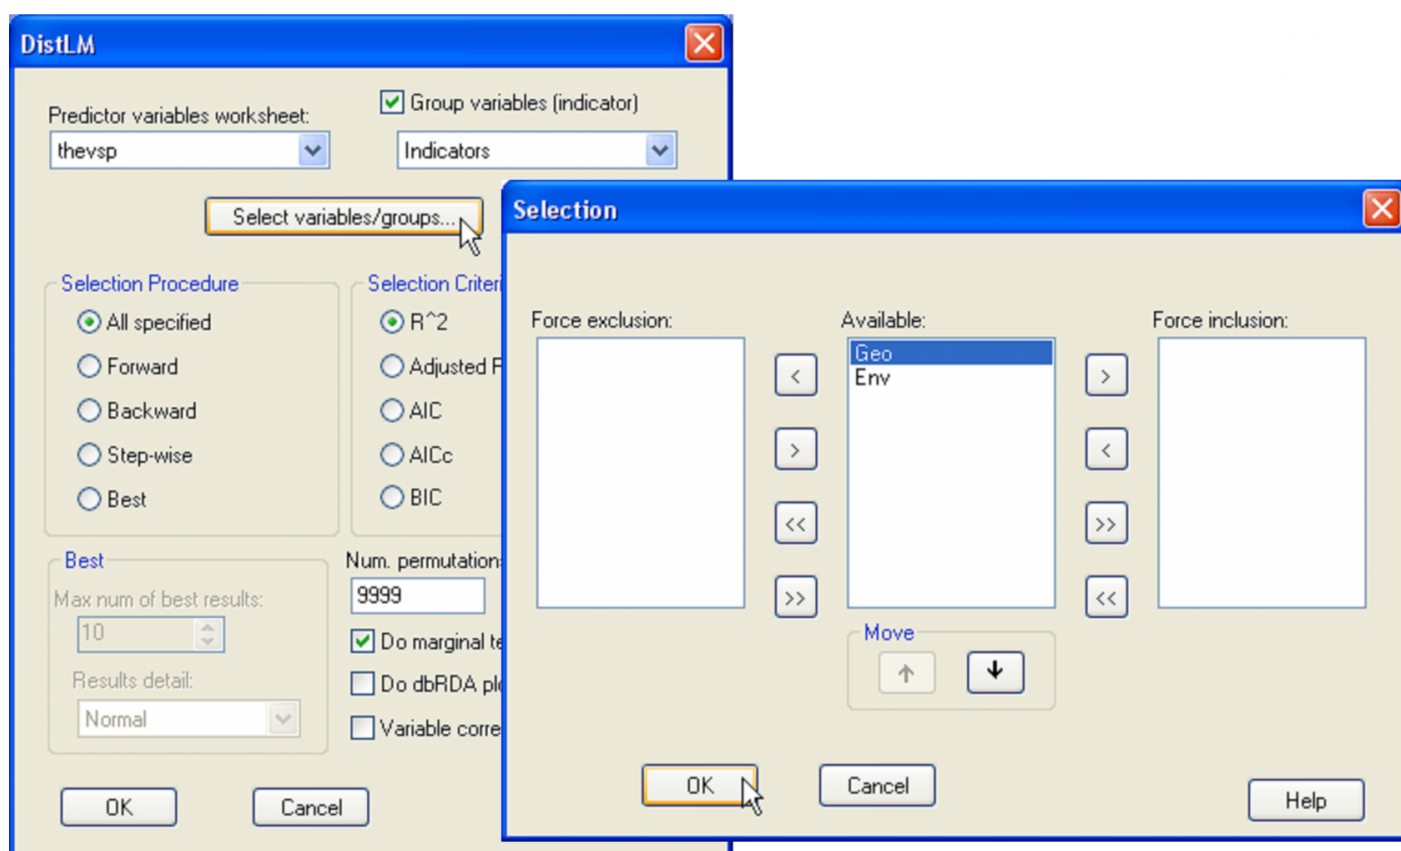 DistLM
Predictor variables worksheet:
Group variables (indicator)
thevsp
Indicators
Select variables/groups...
Selection Procedure
All specified
Forward
Backward
Step-wise
Best
Selection Criteri
R^2
Adjusted R
AIC
AICc
BIC
Best
Max num of best results:
10
Results detail:
Normal
Num. permutation
9999
Do marginal te
Do dbRDA plo
Variable corre
OK
Cancel
Selection
Force exclusion:
Available:
Force inclusion:
Geo
Env
<
>
<<
>>
>
<
>>
<<
Move
OK
Cancel
Help